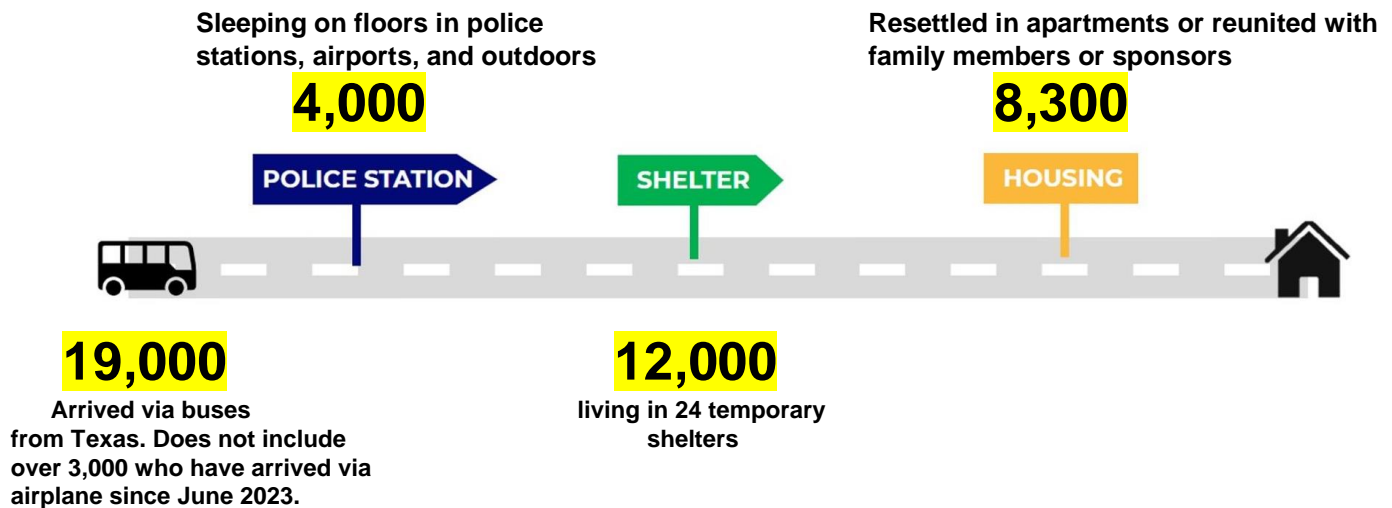 Sleeping on floors in police
stations, airports, and outdoors
4,000
Resettled in apartments or reunited with
family members or sponsors
8,300
POLICE STATION
SHELTER
HOUSING
19,000
Arrived via buses
from Texas. Does not include
over 3,000 who have arrived via
airplane since June 2023.
12,000
living in 24 temporary
shelters